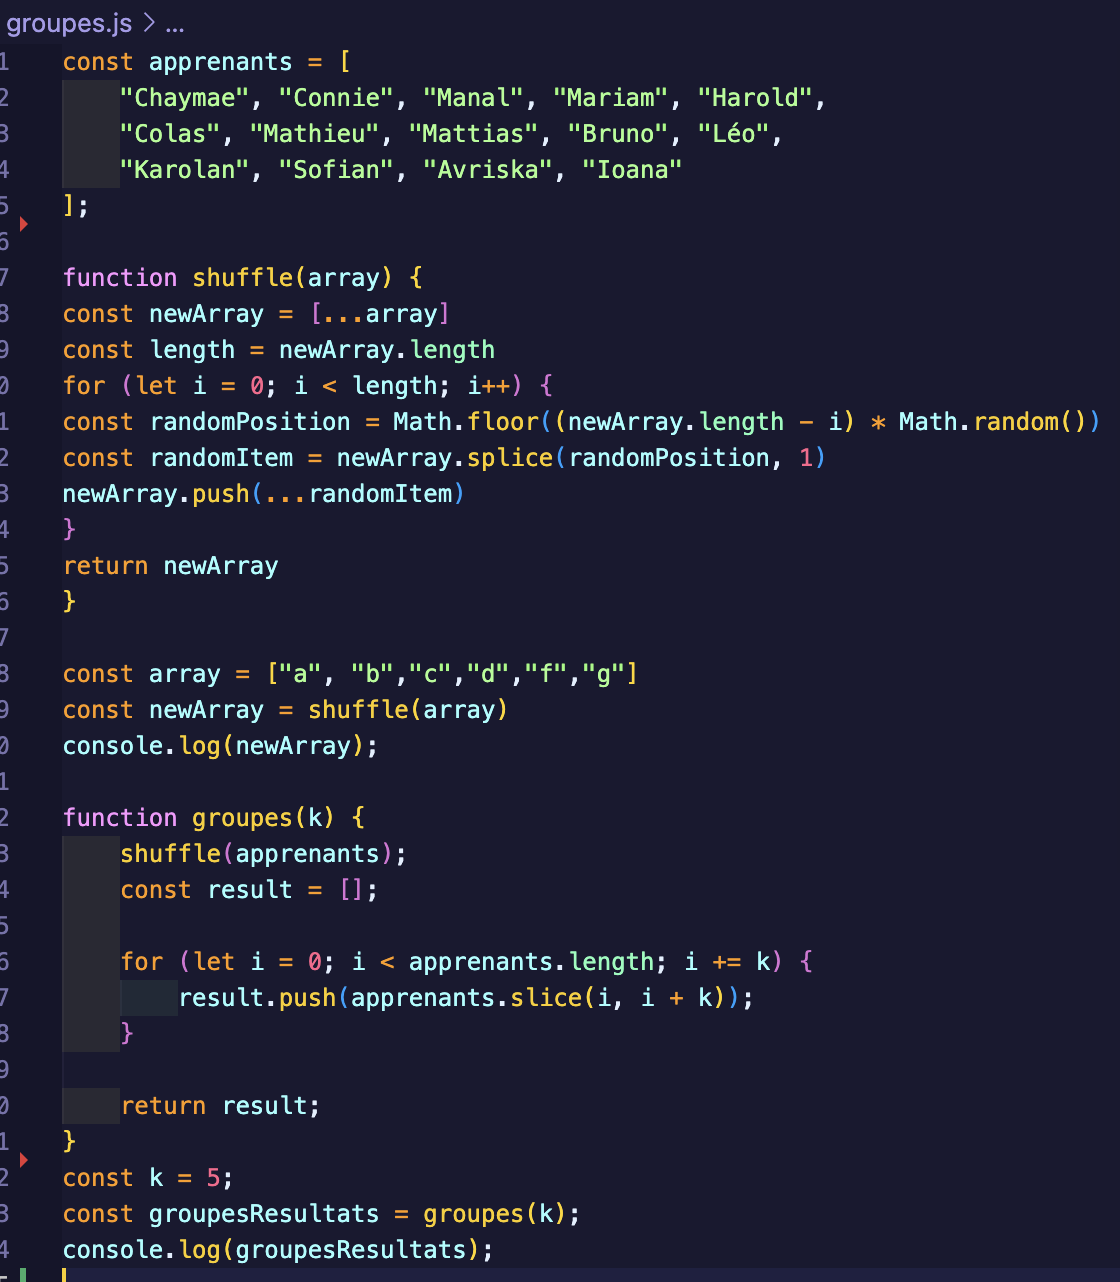 groupes.js > ...
1 const apprenants = [
2 "Chaymae", "Connie", "Manal", "Mariam", "Harold",
3 "Colas", "Mathieu", "Mattias", "Bruno", "Léo",
4 "Karolan", "Sofian", "Avriska", "Ioana"
5 ];
6
7 function shuffle(array) {
8 const newArray = [...array]
9 const length = newArray.length
0 for (let i = 0; i < length; i++) {
1 const randomPosition = Math.floor((newArray.length - i) * Math.random())
2 const randomItem = newArray.splice(randomPosition, 1)
3 newArray.push(...randomItem)
4 }
5 return newArray
6 }
7
8 const array = ["a", "b","c","d","f","g"]
9 const newArray = shuffle(array)
0 console.log(newArray);
1
2 function groupes(k) {
3 shuffle(apprenants);
4 const result = [];
5
6 for (let i = 0; i < apprenants.length; i += k) {
7 result.push(apprenants.slice(i, i + k));
8 }
9
0 return result;
1 }
2 const k = 5;
3 const groupesResultats = groupes(k);
4 console.log(groupesResultats);